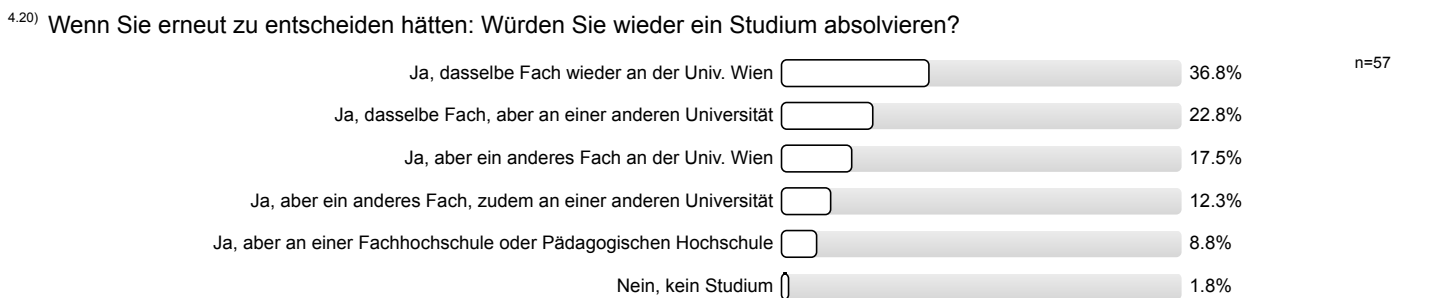 4.20) Wenn Sie erneut zu entscheiden hätten: Würden Sie wieder ein Studium absolvieren?
n=57
Ja, dasselbe Fach wieder an der Univ. Wien 36.8%
Ja, dasselbe Fach, aber an einer anderen Universität 22.8%
Ja, aber ein anderes Fach an der Univ. Wien 17.5%
Ja, aber ein anderes Fach, zudem an einer anderen Universität 12.3%
Ja, aber an einer Fachhochschule oder Pädagogischen Hochschule 8.8%
Nein, kein Studium 1.8%